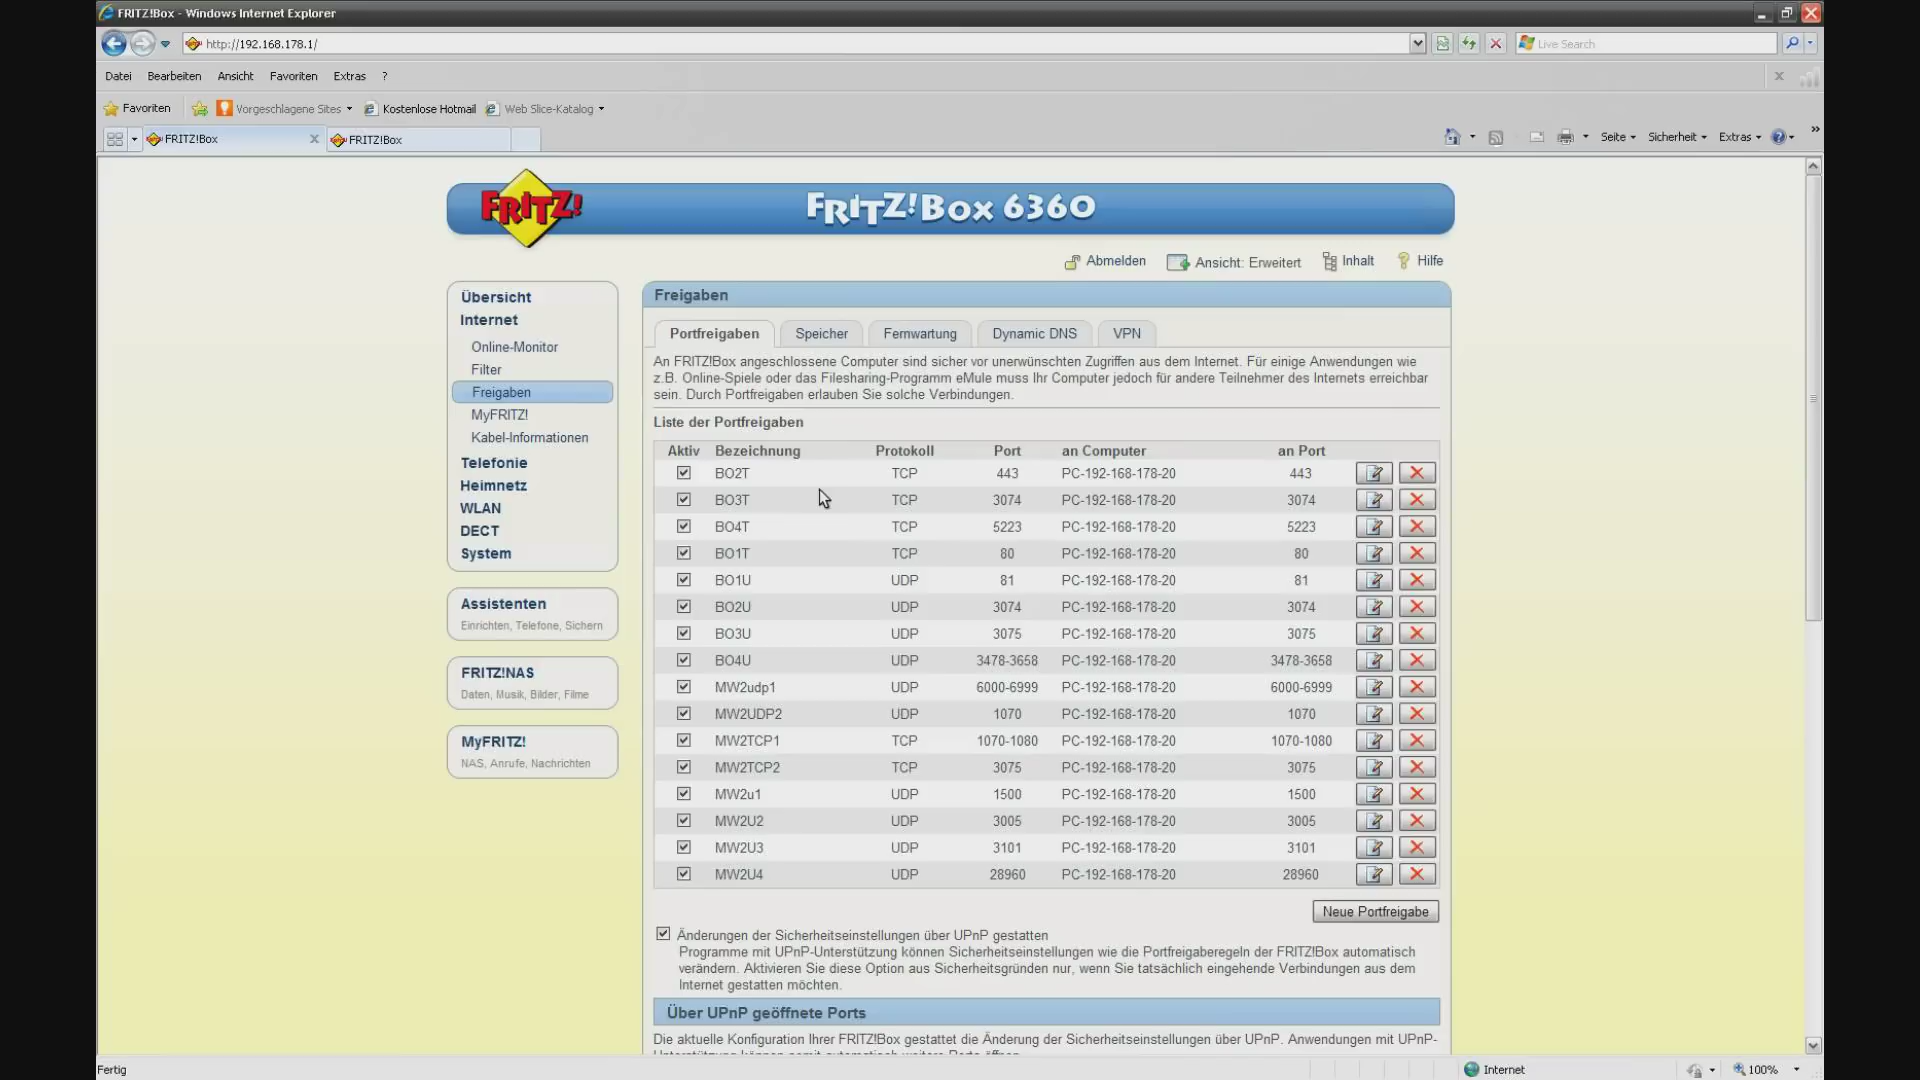 FRITZ!Box - Windows Internet Explorer
http://192.168.178.1/
Live Search
Datei Bearbeiten Ansicht Favoriten Extras ?
Favoriten Vorgeschlagene Sites Kostenlose Hotmail Web Slice-Katalog
FRITZ!Box FRITZ!Box Seite Sicherheit Extras »
FRITZ! FRITZ!Box 6360
Abmelden Ansicht: Erweitert Inhalt Hilfe
Übersicht
Internet
Online-Monitor
Filter
Freigaben
MyFRITZ!
Kabel-Informationen
Telefonie
Heimnetz
WLAN
DECT
System
Assistenten
Einrichten, Telefone, Sichern
FRITZ!NAS
Daten, Musik, Bilder, Filme
MyFRITZ!
NAS, Anrufe, Nachrichten
Freigaben
Portfreigaben Speicher Fernwartung Dynamic DNS VPN
An FRITZ!Box angeschlossene Computer sind sicher vor unerwünschten Zugriffen aus dem Internet. Für einige Anwendungen wie
z.B. Online-Spiele oder das Filesharing-Programm eMule muss Ihr Computer jedoch für andere Teilnehmer des Internets erreichbar
sein. Durch Portfreigaben erlauben Sie solche Verbindungen.
Liste der Portfreigaben
Aktiv Bezeichnung Protokoll Port an Computer an Port
BO2T TCP 443 PC-192-168-178-20 443
BO3T TCP 3074 PC-192-168-178-20 3074
BO4T TCP 5223 PC-192-168-178-20 5223
BO1T TCP 80 PC-192-168-178-20 80
BO1U UDP 81 PC-192-168-178-20 81
BO2U UDP 3074 PC-192-168-178-20 3074
BO3U UDP 3075 PC-192-168-178-20 3075
BO4U UDP 3478-3658 PC-192-168-178-20 3478-3658
MW2udp1 UDP 6000-6999 PC-192-168-178-20 6000-6999
MW2UDP2 UDP 1070 PC-192-168-178-20 1070
MW2TCP1 TCP 1070-1080 PC-192-168-178-20 1070-1080
MW2TCP2 TCP 3075 PC-192-168-178-20 3075
MW2u1 UDP 1500 PC-192-168-178-20 1500
MW2U2 UDP 3005 PC-192-168-178-20 3005
MW2U3 UDP 3101 PC-192-168-178-20 3101
MW2U4 UDP 28960 PC-192-168-178-20 28960
Neue Portfreigabe
Änderungen der Sicherheitseinstellungen über UPnP gestatten
Programme mit UPnP-Unterstützung können Sicherheitseinstellungen wie die Portfreigaberegeln der FRITZ!Box automatisch
verändern. Aktivieren Sie diese Option aus Sicherheitsgründen nur, wenn Sie tatsächlich eingehende Verbindungen aus dem
Internet gestatten möchten.
Über UPnP geöffnete Ports
Die aktuelle Konfiguration Ihrer FRITZ!Box gestattet die Änderung der Sicherheitseinstellungen über UPnP. Anwendungen mit UPnP-
Fertig Internet 100%